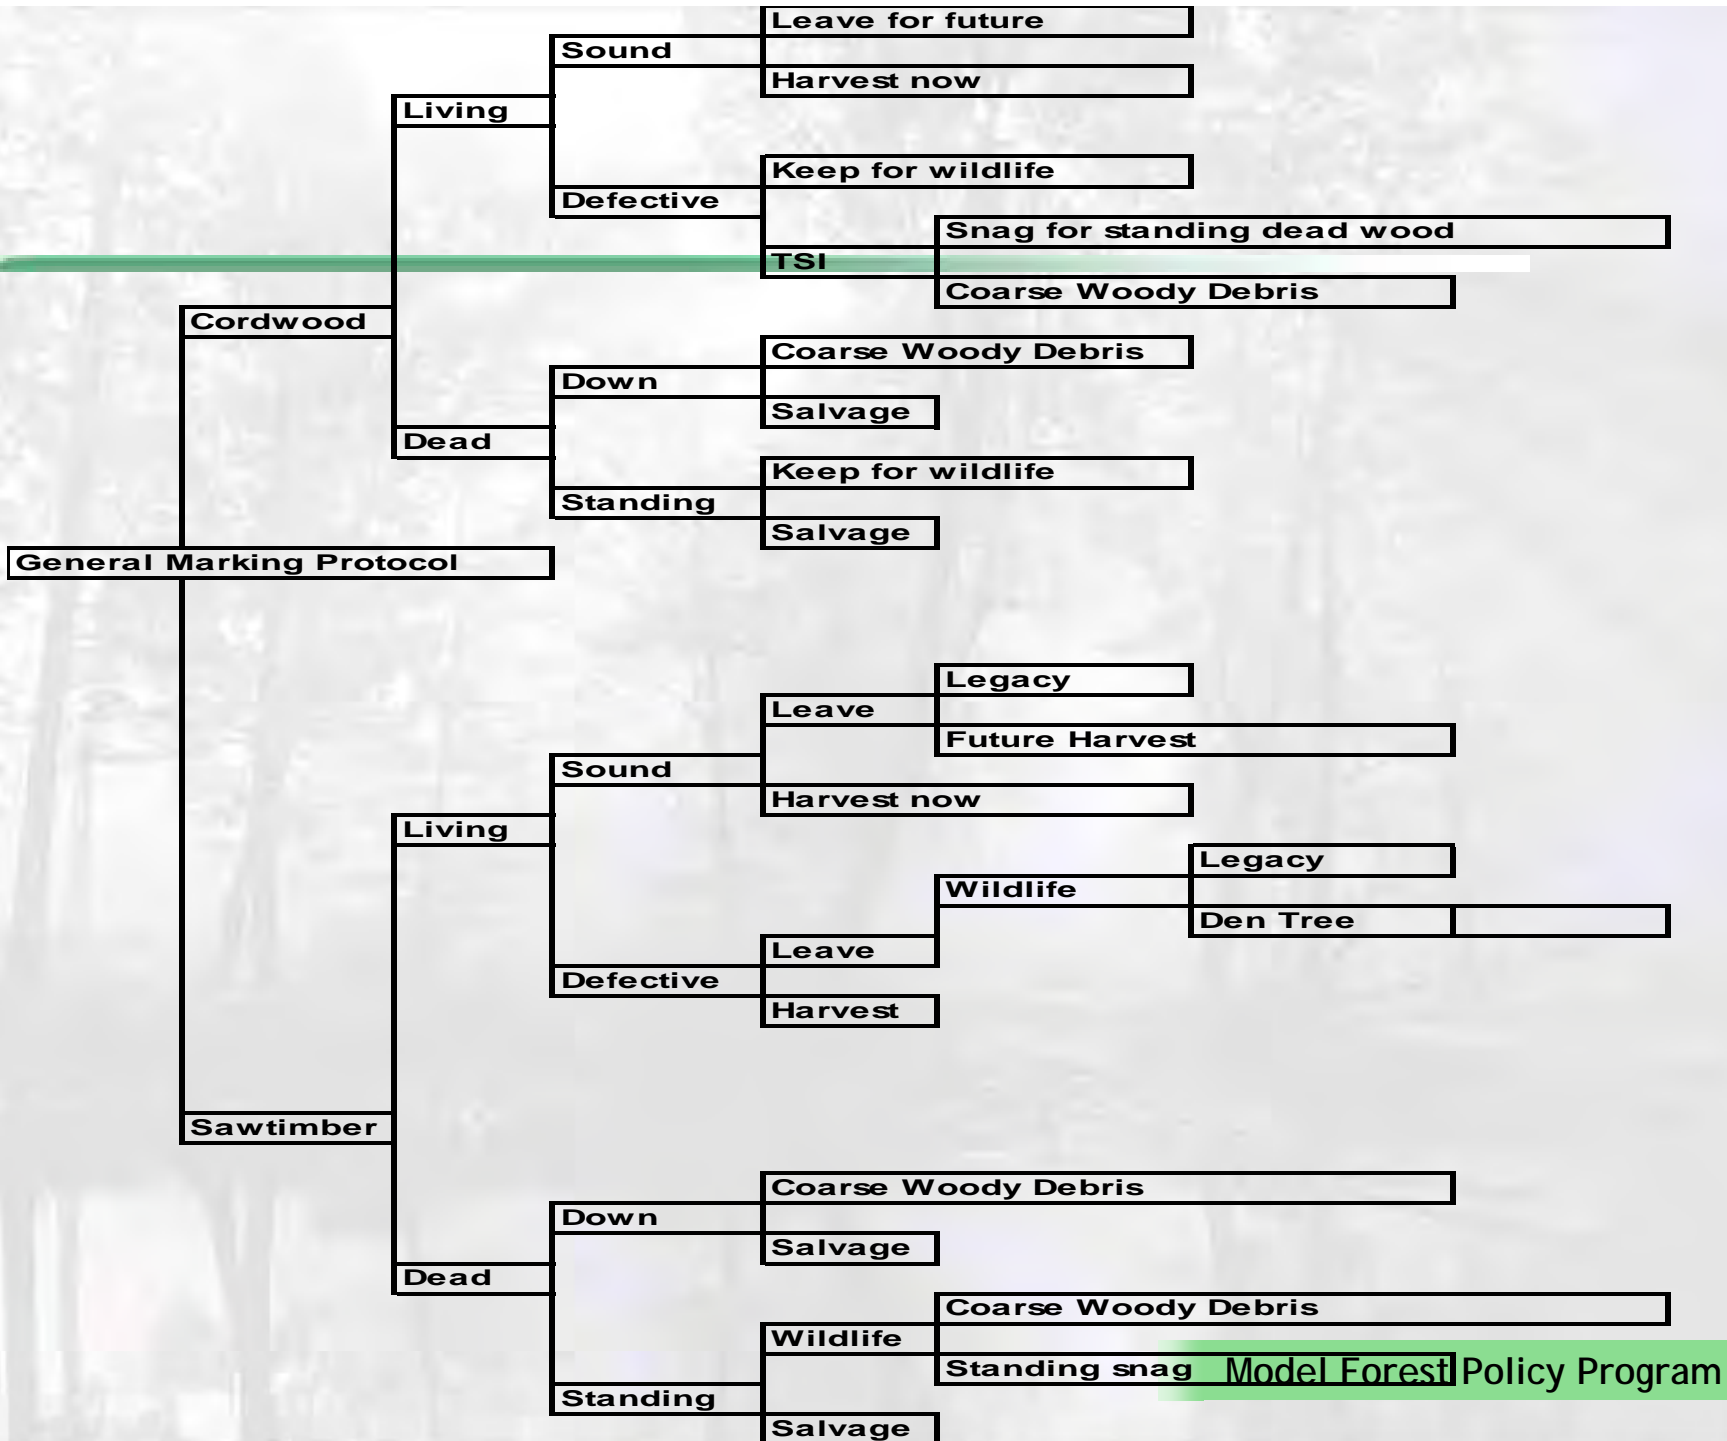 Leave for future
Sound
Harvest now
Living
Keep for wildlife
Defective
Snag for standing dead wood
TSI
Coarse Woody Debris
Cordwood
Coarse Woody Debris
Down
Salvage
Dead
Keep for wildlife
Standing
Salvage
General Marking Protocol
Legacy
Leave
Future Harvest
Sound
Harvest now
Living
Legacy
Wildlife
Den Tree
Leave
Defective
Harvest
Sawtimber
Coarse Woody Debris
Down
Salvage
Dead
Coarse Woody Debris
Wildlife
Standing snag
Model Forest Policy Program
Standing
Salvage